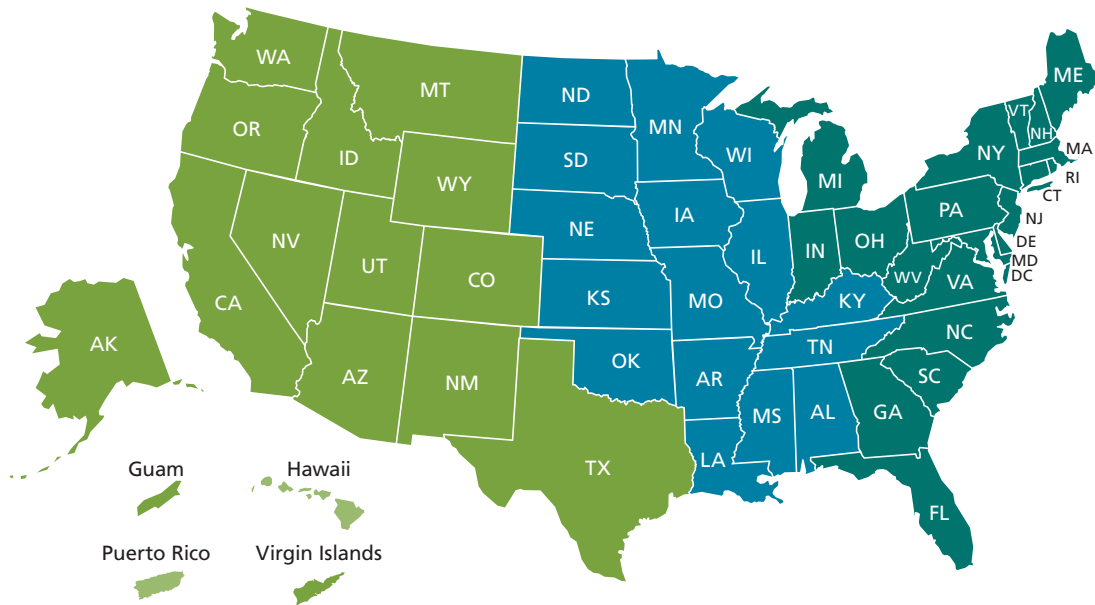 WA
MT
ND
MN
ME
VT
NH
OR
ID
SD
WI
NY
MA
WY
MI
RI
CT
NV
NE
IA
PA
NJ
UT
CO
IL
IN
OH
DE
MD
DC
WV
VA
CA
KS
MO
KY
AK
AZ
NM
OK
AR
TN
NC
SC
MS
AL
GA
TX
LA
FL
Guam
Hawaii
Puerto Rico
Virgin Islands